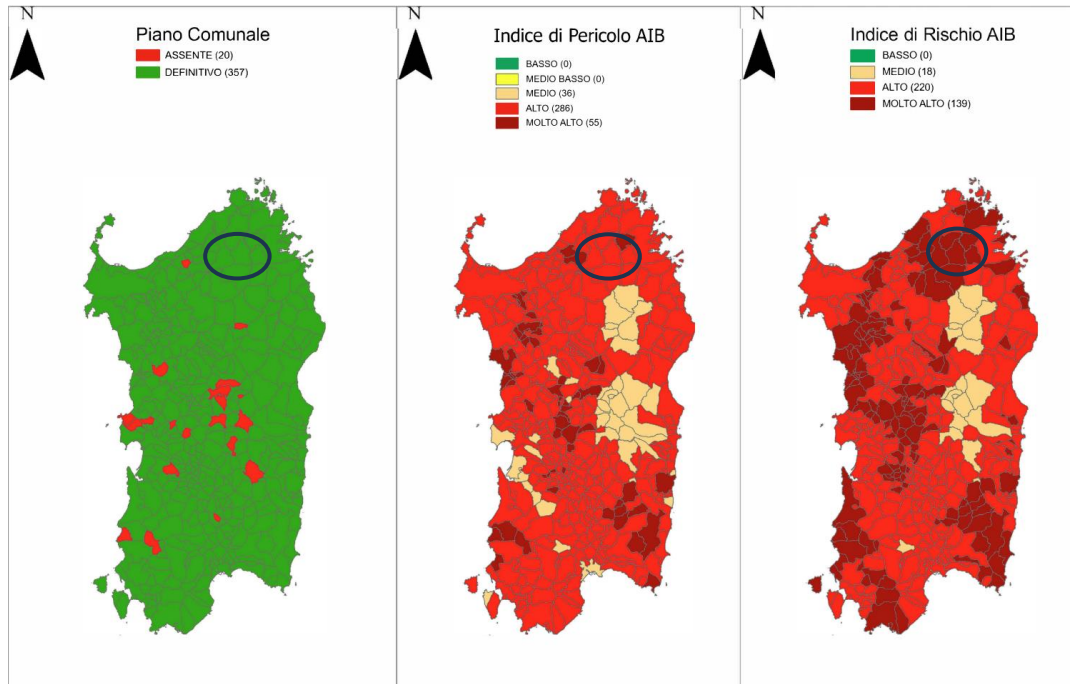 N
Piano Comunale
ASSENTE (20)
DEFINITIVO (357)
N
Indice di Pericolo AIB
BASSO (0)
MEDIO BASSO (0)
MEDIO (36)
ALTO (286)
MOLTO ALTO (55)
N
Indice di Rischio AIB
BASSO (0)
MEDIO (18)
ALTO (220)
MOLTO ALTO (139)